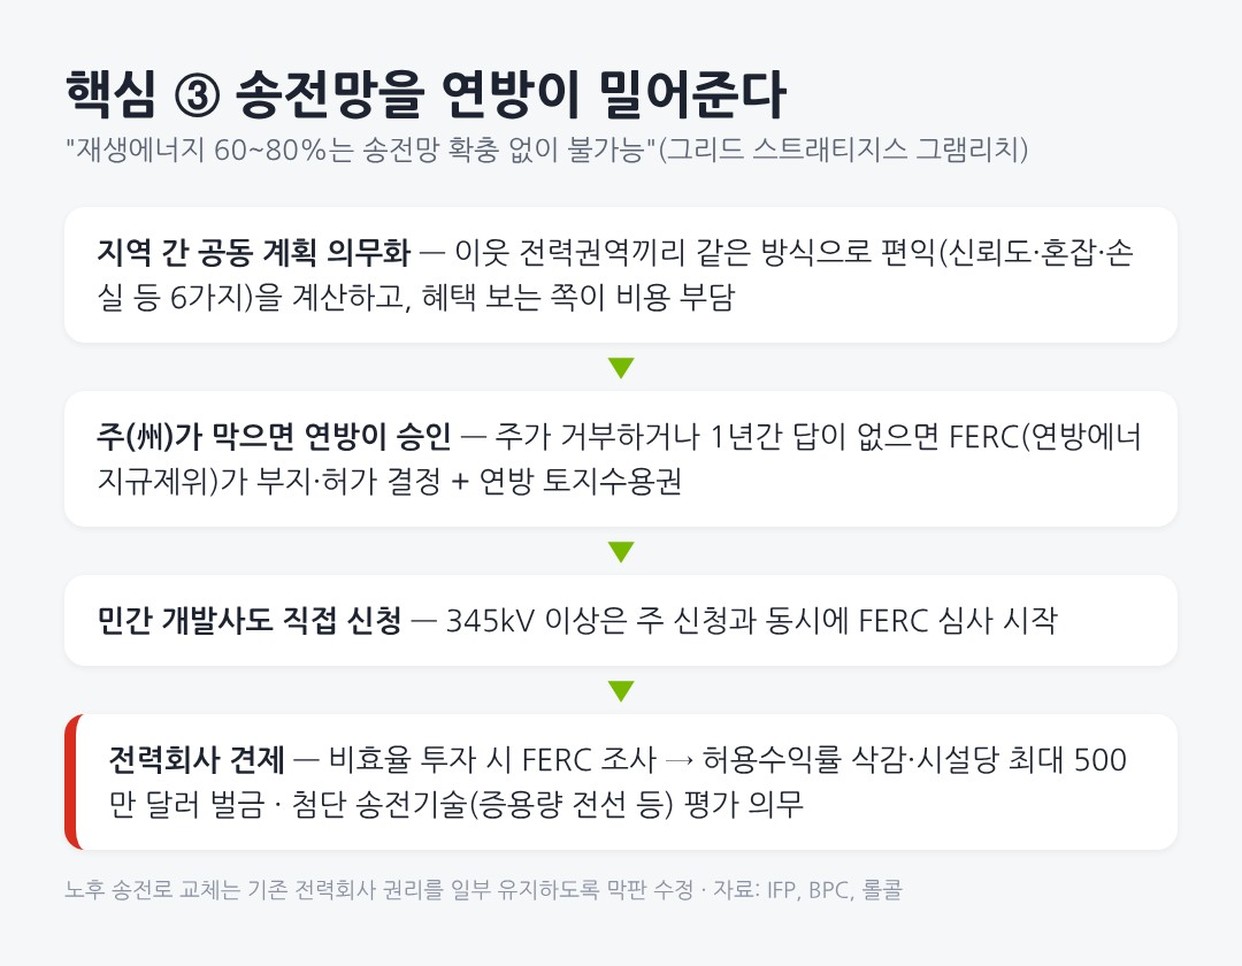 핵심 ③ 송전망을 연방이 밀어준다
"재생에너지 60~80%는 송전망 확충 없이 불가능"(그리드 스트래티지스 그램리치)
지역 간 공동 계획 의무화 — 이웃 전력권역끼리 같은 방식으로 편익(신뢰도·혼잡·손
실 등 6가지)을 계산하고, 혜택 보는 쪽이 비용 부담
▼
주(州)가 막으면 연방이 승인 — 주가 거부하거나 1년간 답이 없으면 FERC(연방에너
지규제위)가 부지·허가 결정 + 연방 토지수용권
▼
민간 개발사도 직접 신청 — 345kV 이상은 주 신청과 동시에 FERC 심사 시작
▼
전력회사 견제 — 비효율 투자 시 FERC 조사 → 허용수익률 삭감·시설당 최대 500
만 달러 벌금 · 첨단 송전기술(증용량 전선 등) 평가 의무
노후 송전로 교체는 기존 전력회사 권리를 일부 유지하도록 막판 수정 · 자료: IFP, BPC, 롤콜